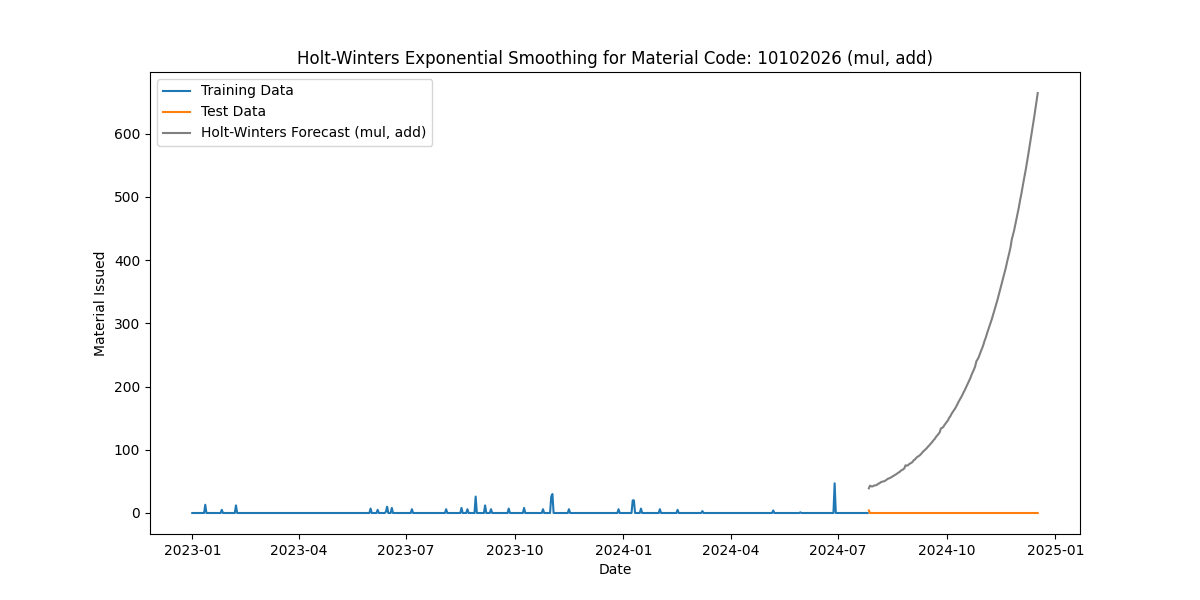 Holt-Winters Exponential Smoothing for Material Code: 10102026 (mul, add)
Training Data
Test Data
Holt-Winters Forecast (mul, add)
600
500
400
300
200
100
0
Material Issued
2023-01 2023-04 2023-07 2023-10 2024-01 2024-04 2024-07 2024-10 2025-01
Date